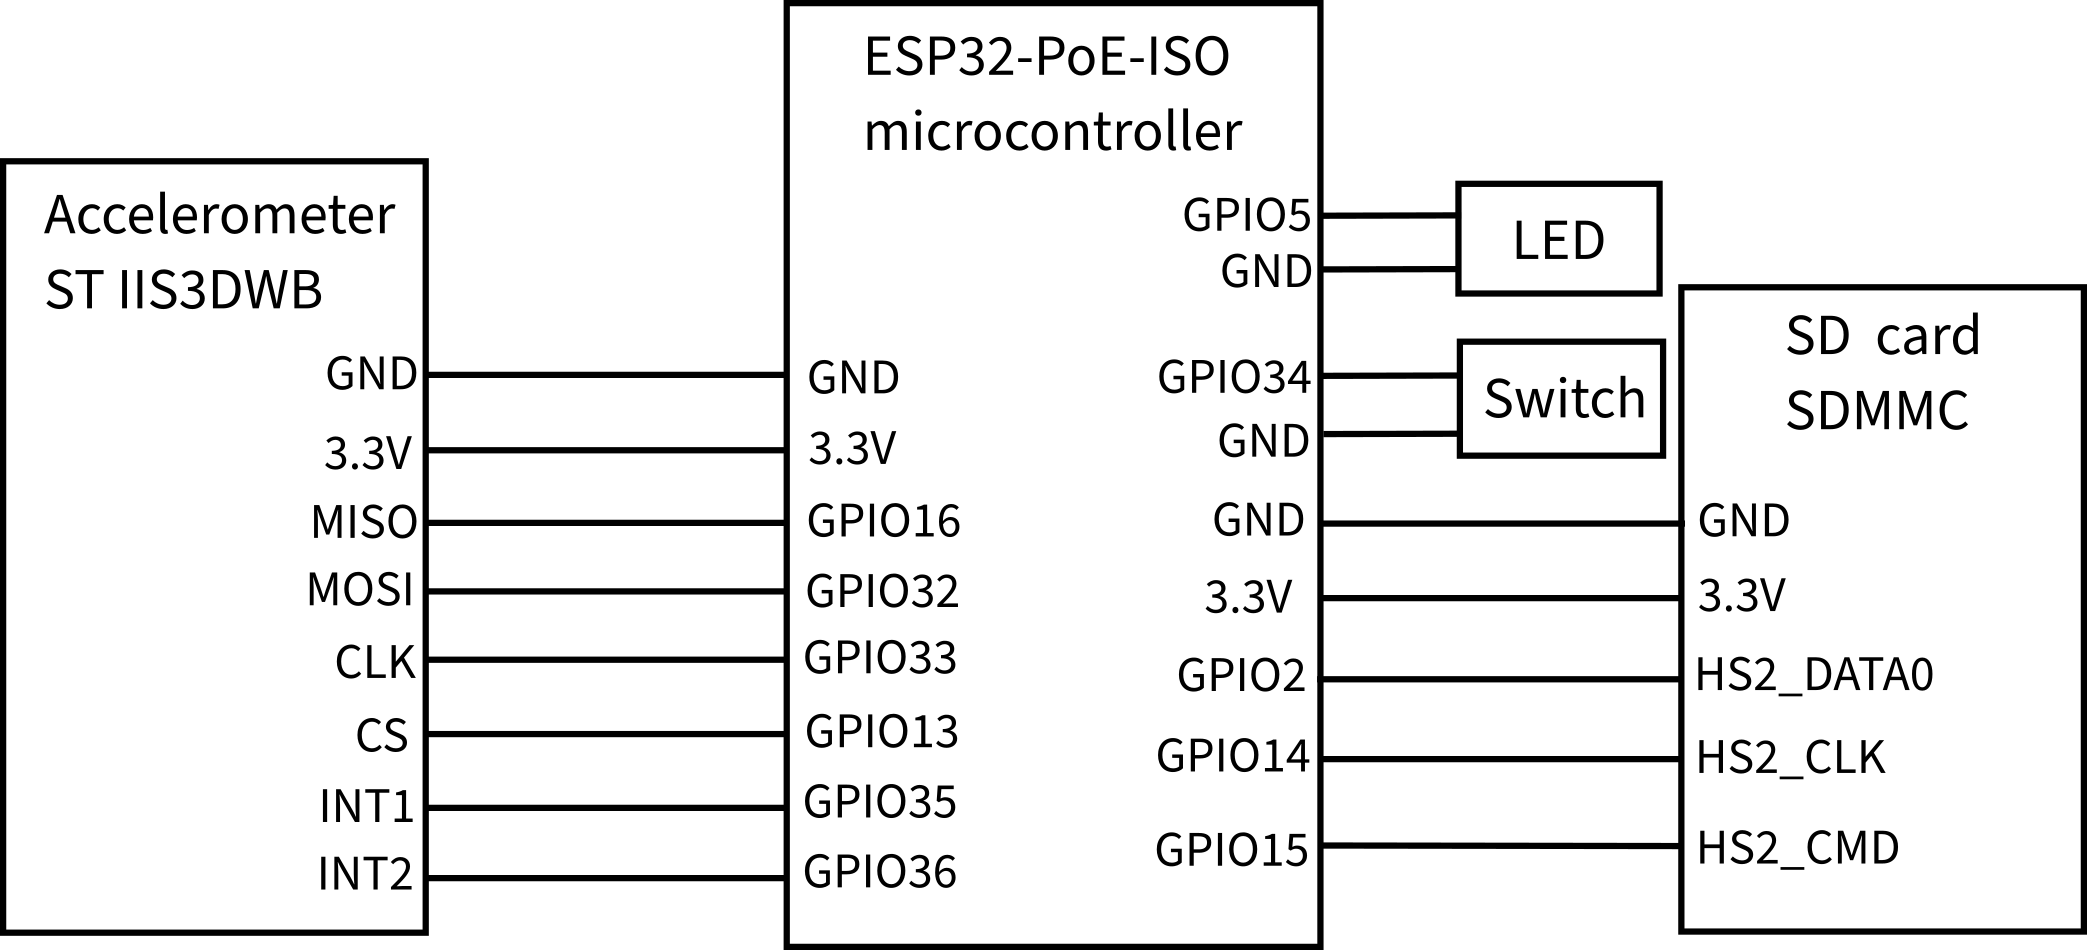 ESP32-PoE-ISO
microcontroller
Accelerometer
ST IIS3DWB
GND
3.3V
MISO
MOSI
CLK
CS
INT1
INT2
GND
3.3V
GPIO16
GPIO32
GPIO33
GPIO13
GPIO35
GPIO36
GPIO5
GND
GPIO34
GND
GND
3.3V
GPIO2
GPIO14
GPIO15
LED
Switch
SD card
SDMMC
GND
3.3V
HS2_DATA0
HS2_CLK
HS2_CMD